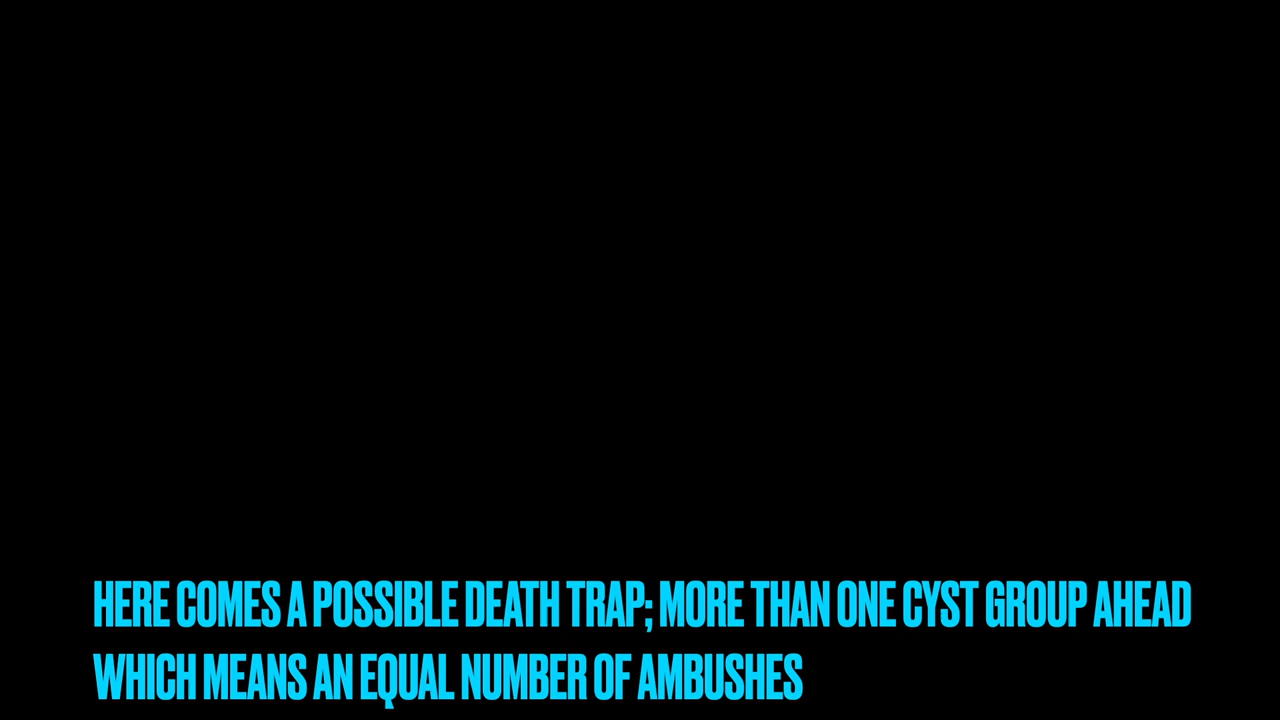 HERE COMES A POSSIBLE DEATH TRAP; MORE THAN ONE CYST GROUP AHEAD
WHICH MEANS AN EQUAL NUMBER OF AMBUSHES